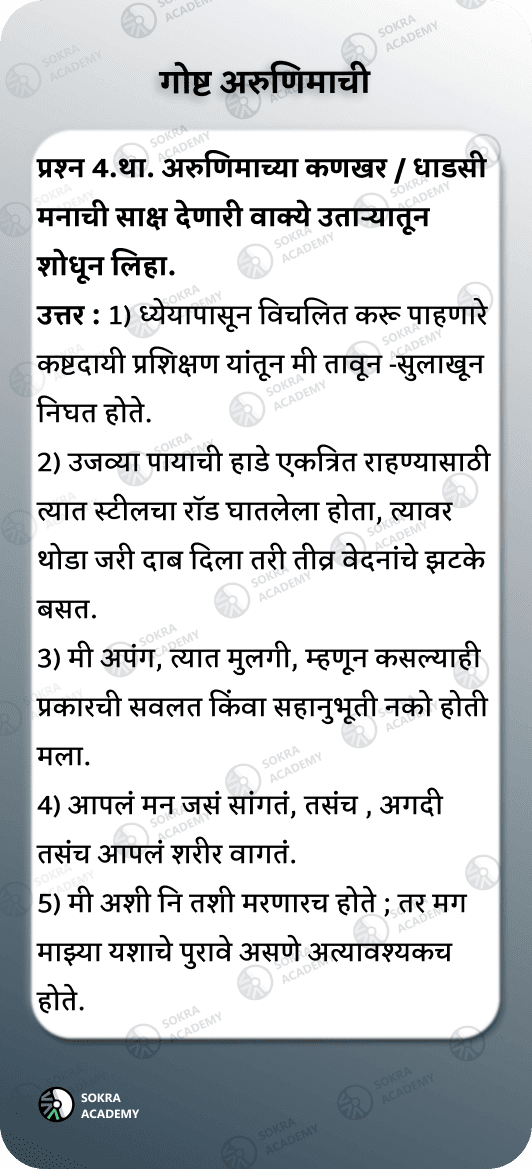 गोष्ट अरुणिमाची
प्रश्न 4.था. अरुणिमाच्या कणखर / धाडसी
मनाची साक्ष देणारी वाक्ये उताऱ्यातून
शोधून लिहा.
उत्तर : 1) ध्येयापासून विचलित करू पाहणारे
कष्टदायी प्रशिक्षण यांतून मी तावून -सुलाखून
निघत होते.
2) उजव्या पायाची हाडे एकत्रित राहण्यासाठी
त्यात स्टीलचा रॉड घातलेला होता, त्यावर
थोडा जरी दाब दिला तरी तीव्र वेदनांचे झटके
बसत.
3) मी अपंग, त्यात मुलगी, म्हणून कसल्याही
प्रकारची सवलत किंवा सहानुभूती नको होती
मला.
4) आपलं मन जसं सांगतं, तसंच , अगदी
तसंच आपलं शरीर वागतं.
5) मी अशी नि तशी मरणारच होते ; तर मग
माझ्या यशाचे पुरावे असणे अत्यावश्यकच
होते.
SOKRA
ACADEMY